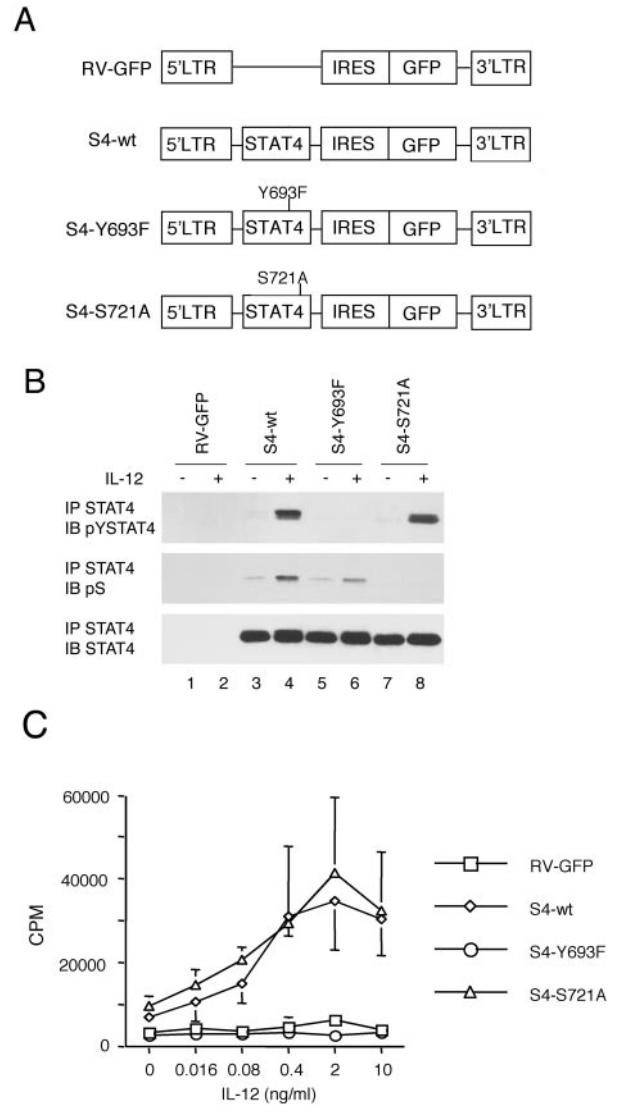 A
RV-GFP 5'LTR IRES GFP 3'LTR
S4-wt 5'LTR STAT4 IRES GFP 3'LTR
Y693F
S4-Y693F 5'LTR STAT4 IRES GFP 3'LTR
S721A
S4-S721A 5'LTR STAT4 IRES GFP 3'LTR
B
RV-GFP S4-wt S4-Y693F S4-S721A
IL-12 - + - + - + - +
IP STAT4
IB pYSTAT4
IP STAT4
IB pS
IP STAT4
IB STAT4
1 2 3 4 5 6 7 8
C
60000
40000
20000
0
CPM
0 0.016 0.08 0.4 2 10
IL-12 (ng/ml)
RV-GFP
S4-wt
S4-Y693F
S4-S721A